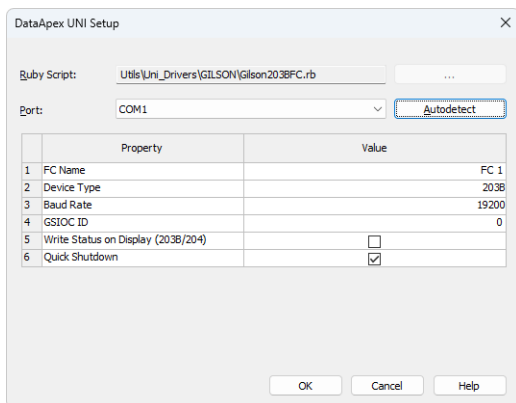 DataApex UNI Setup
Ruby Script: Utils\Uni_Drivers\GILSON\Gilson203BFC.rb ...
Port: COM1 Autodetect
Property Value
1 FC Name FC 1
2 Device Type 203B
3 Baud Rate 19200
4 GSIOC ID 0
5 Write Status on Display (203B/204)
6 Quick Shutdown
OK Cancel Help